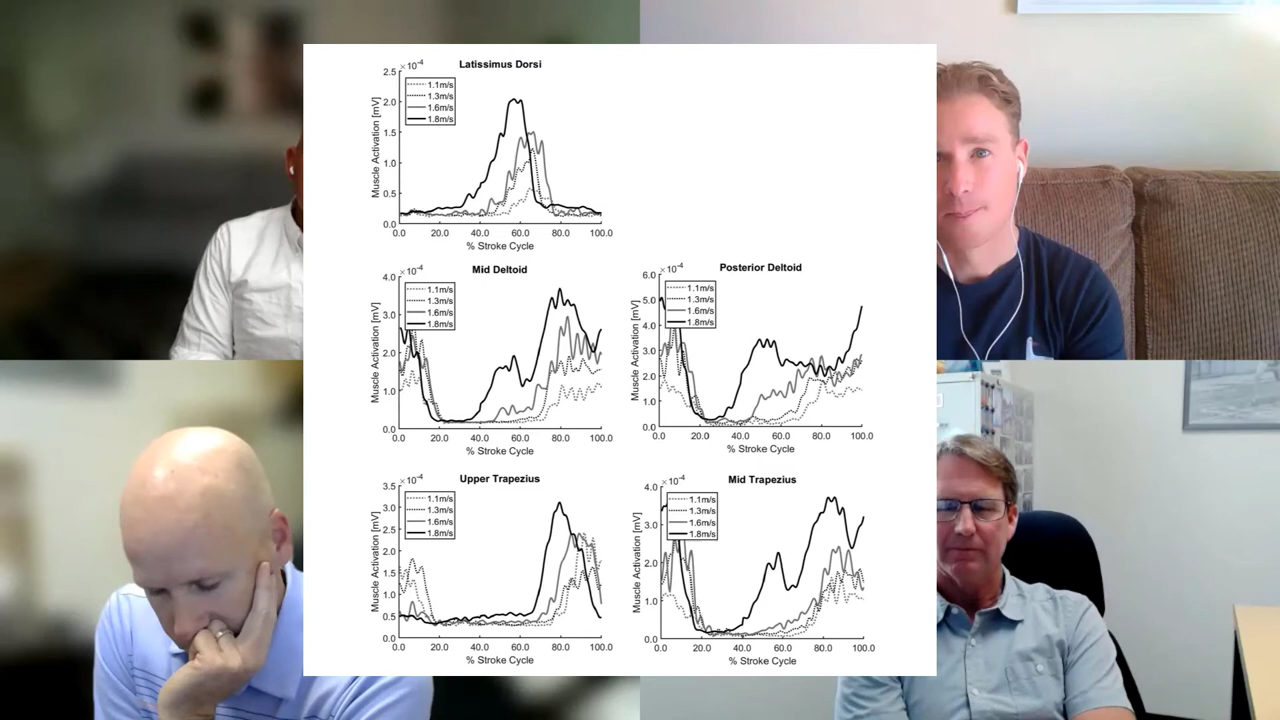 Latissimus Dorsi
×10⁻⁴
2.5
2.0
1.5
1.0
0.5
0.0
Muscle Activation [mV]
1.1m/s
1.3m/s
1.6m/s
1.8m/s
0.0 20.0 40.0 60.0 80.0 100.0
% Stroke Cycle
Mid Deltoid
×10⁻⁴
4.0
3.0
2.0
1.0
0.0
Muscle Activation [mV]
1.1m/s
1.3m/s
1.6m/s
1.8m/s
0.0 20.0 40.0 60.0 80.0 100.0
% Stroke Cycle
Posterior Deltoid
×10⁻⁴
6.0
5.0
4.0
3.0
2.0
1.0
0.0
Muscle Activation [mV]
1.1m/s
1.3m/s
1.6m/s
1.8m/s
0.0 20.0 40.0 60.0 80.0 100.0
% Stroke Cycle
Upper Trapezius
×10⁻⁴
3.5
3.0
2.5
2.0
1.5
1.0
0.5
0.0
Muscle Activation [mV]
1.1m/s
1.3m/s
1.6m/s
1.8m/s
0.0 20.0 40.0 60.0 80.0 100.0
% Stroke Cycle
Mid Trapezius
×10⁻⁴
4.0
3.0
2.0
1.0
0.0
Muscle Activation [mV]
1.1m/s
1.3m/s
1.6m/s
1.8m/s
0.0 20.0 40.0 60.0 80.0 100.0
% Stroke Cycle